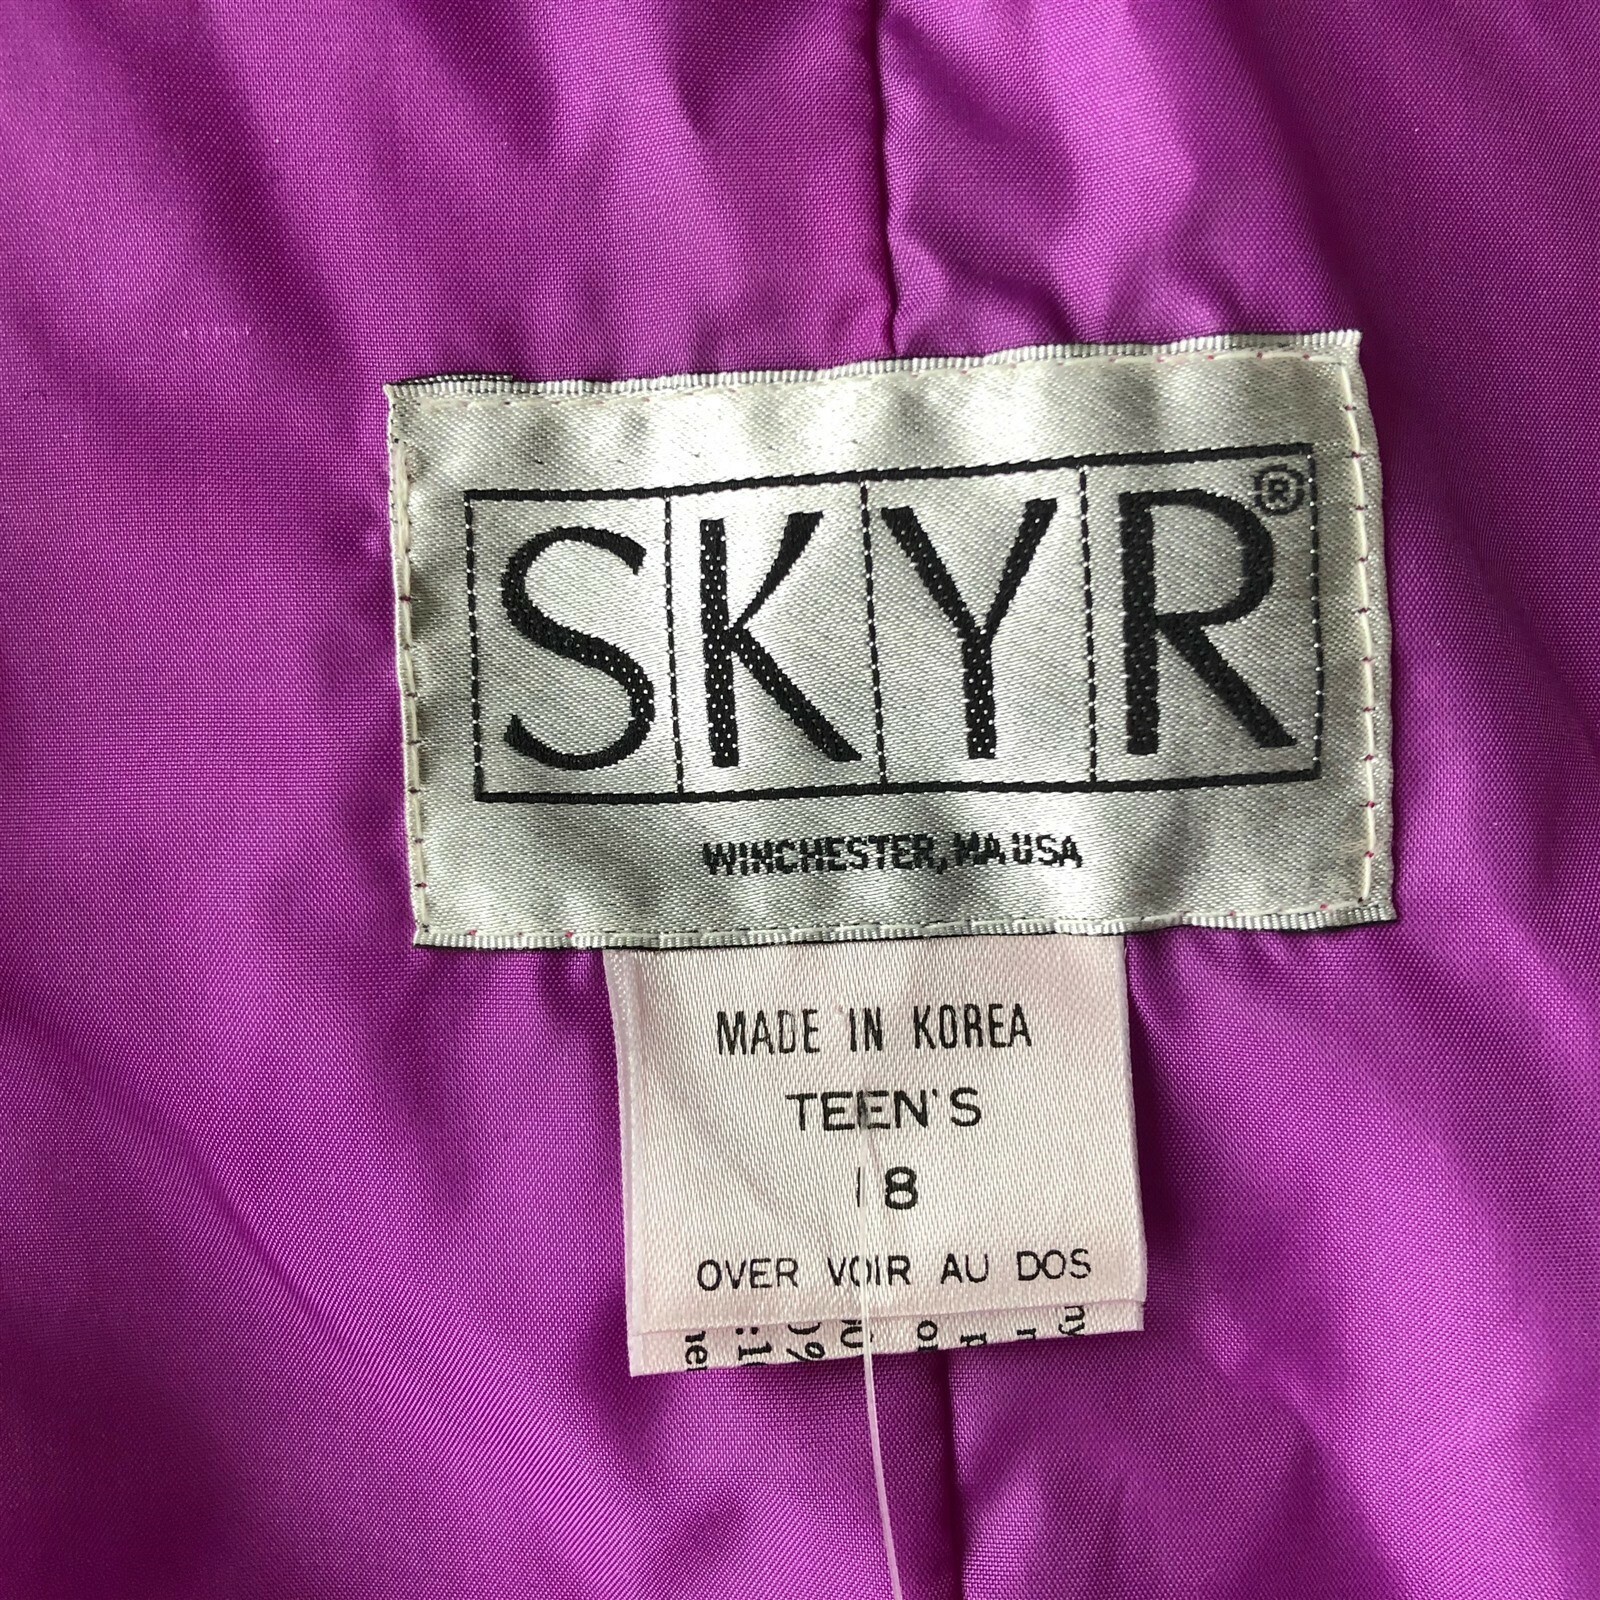 SKYR®
WINCHESTER, MA USA
MADE IN KOREA
TEEN'S
18
OVER VOIR AU DOS